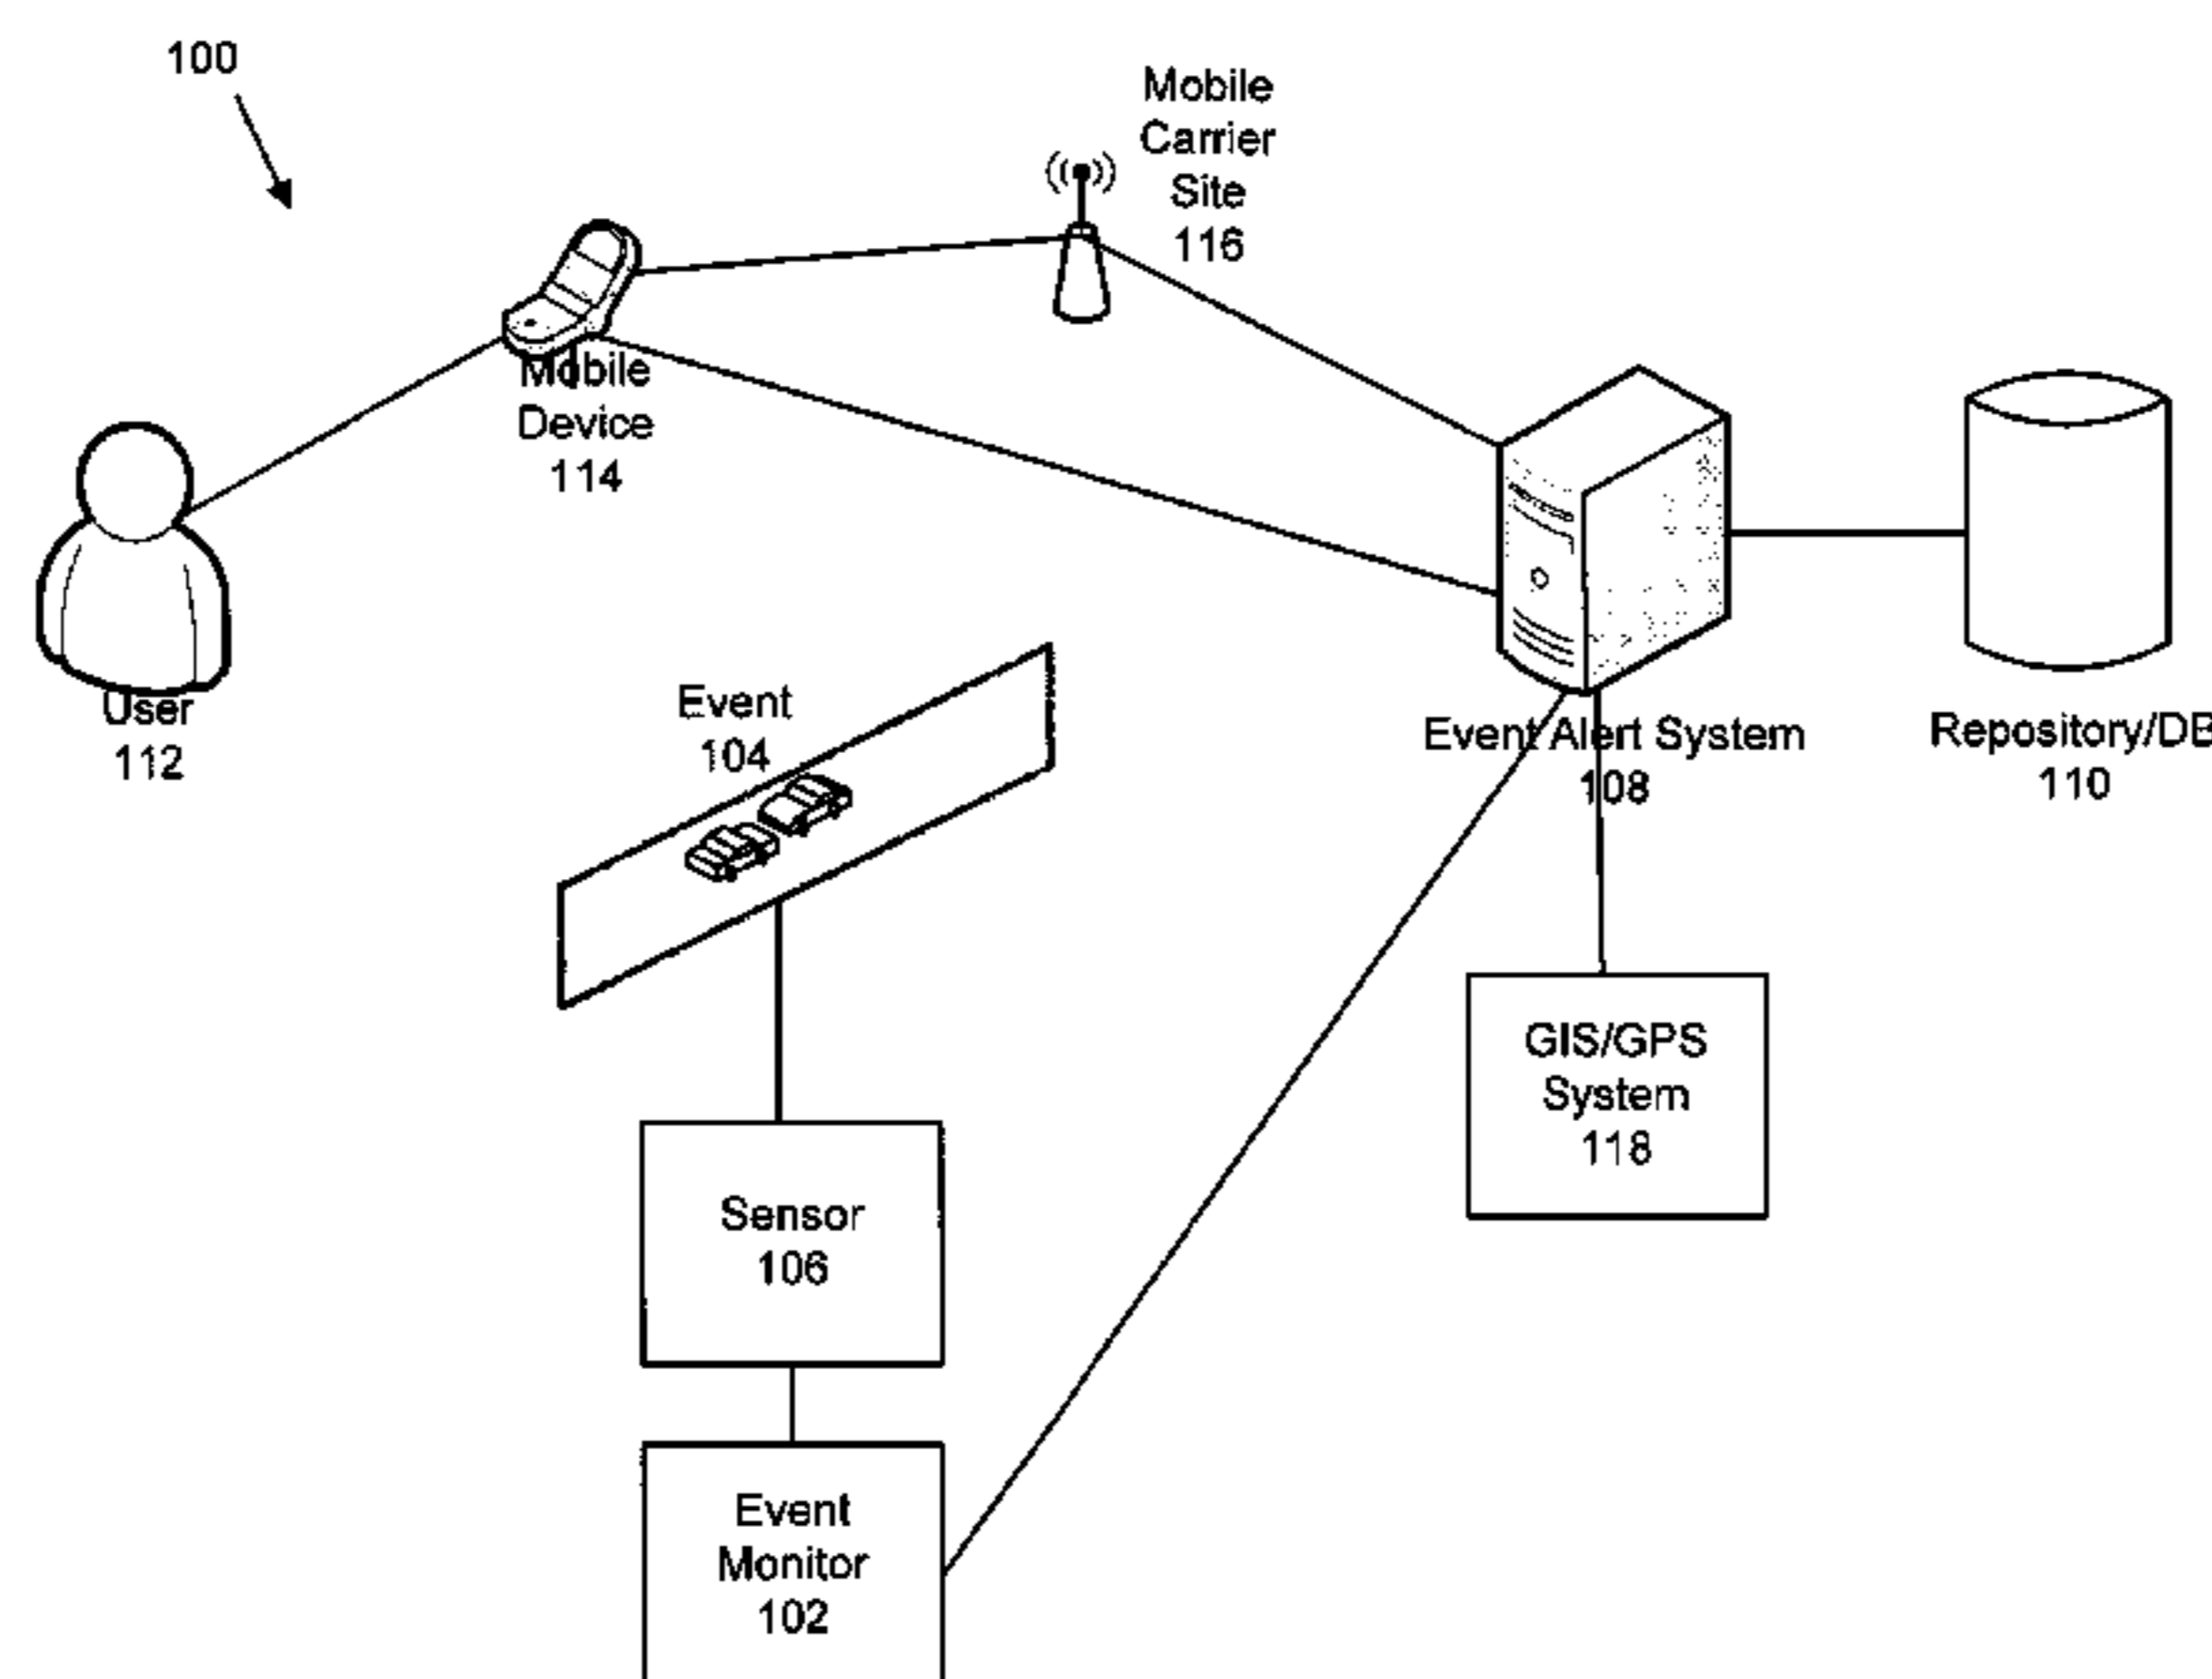 100
Mobile
Carrier
Site
116
Mobile
Device
114
User
112
Event
104
Event Alert System
108
Repository/DB
110
GIS/GPS
System
118
Sensor
106
Event
Monitor
102